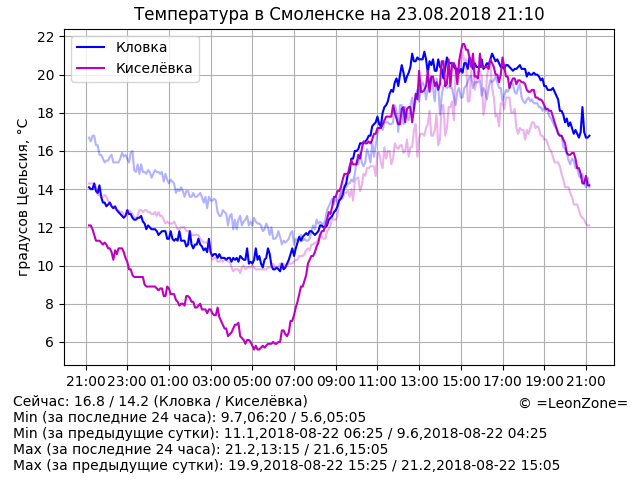 Температура в Смоленске на 23.08.2018 21:10
Кловка
Киселёвка
градусов Цельсия, °C
22
20
18
16
14
12
10
8
6
21:00 23:00 01:00 03:00 05:00 07:00 09:00 11:00 13:00 15:00 17:00 19:00 21:00
Сейчас: 16.8 / 14.2 (Кловка / Киселёвка)
© =LeonZone=
Min (за последние 24 часа): 9.7,06:20 / 5.6,05:05
Min (за предыдущие сутки): 11.1,2018-08-22 06:25 / 9.6,2018-08-22 04:25
Max (за последние 24 часа): 21.2,13:15 / 21.6,15:05
Max (за предыдущие сутки): 19.9,2018-08-22 15:25 / 21.2,2018-08-22 15:05